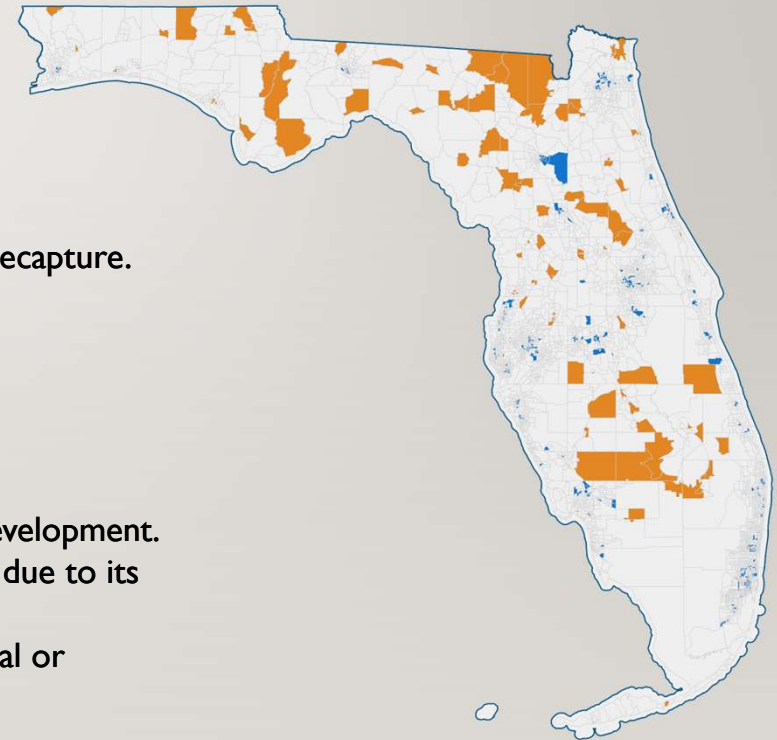 ecapture.
evelopment.
due to its
al or